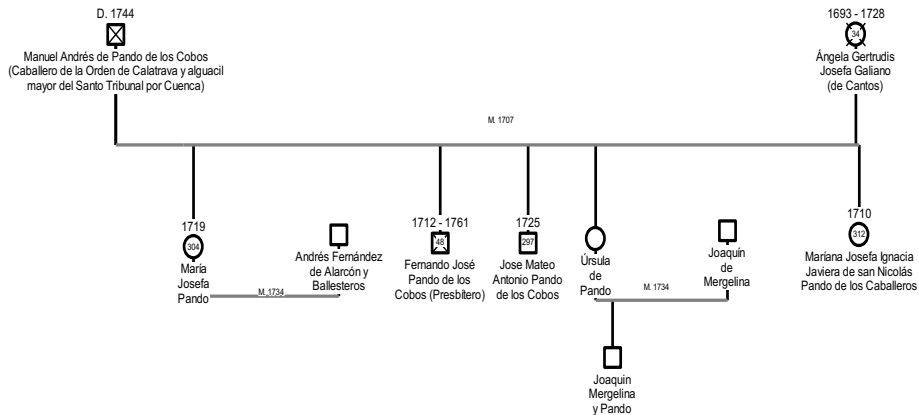 D. 1744
Manuel Andrés de Pando de los Cobos
(Caballero de la Orden de Calatrava y alguacil
mayor del Santo Tribunal por Cuenca)
1693 - 1728
34
Ángela Gertrudis
Josefa Galiano
(de Cantos)
M. 1707
1719
304
María
Josefa
Pando
Andrés Fernández
de Alarcón y
Ballesteros
M. 1734
1712 - 1761
48
Fernando José
Pando de los
Cobos (Presbítero)
1725
297
Jose Mateo
Antonio Pando
de los Cobos
Úrsula
de
Pando
Joaquín
de
Mergelina
M. 1734
1710
312
Maríana Josefa Ignacia
Javiera de san Nicolás
Pando de los Caballeros
Joaquin
Mergelina
y Pando